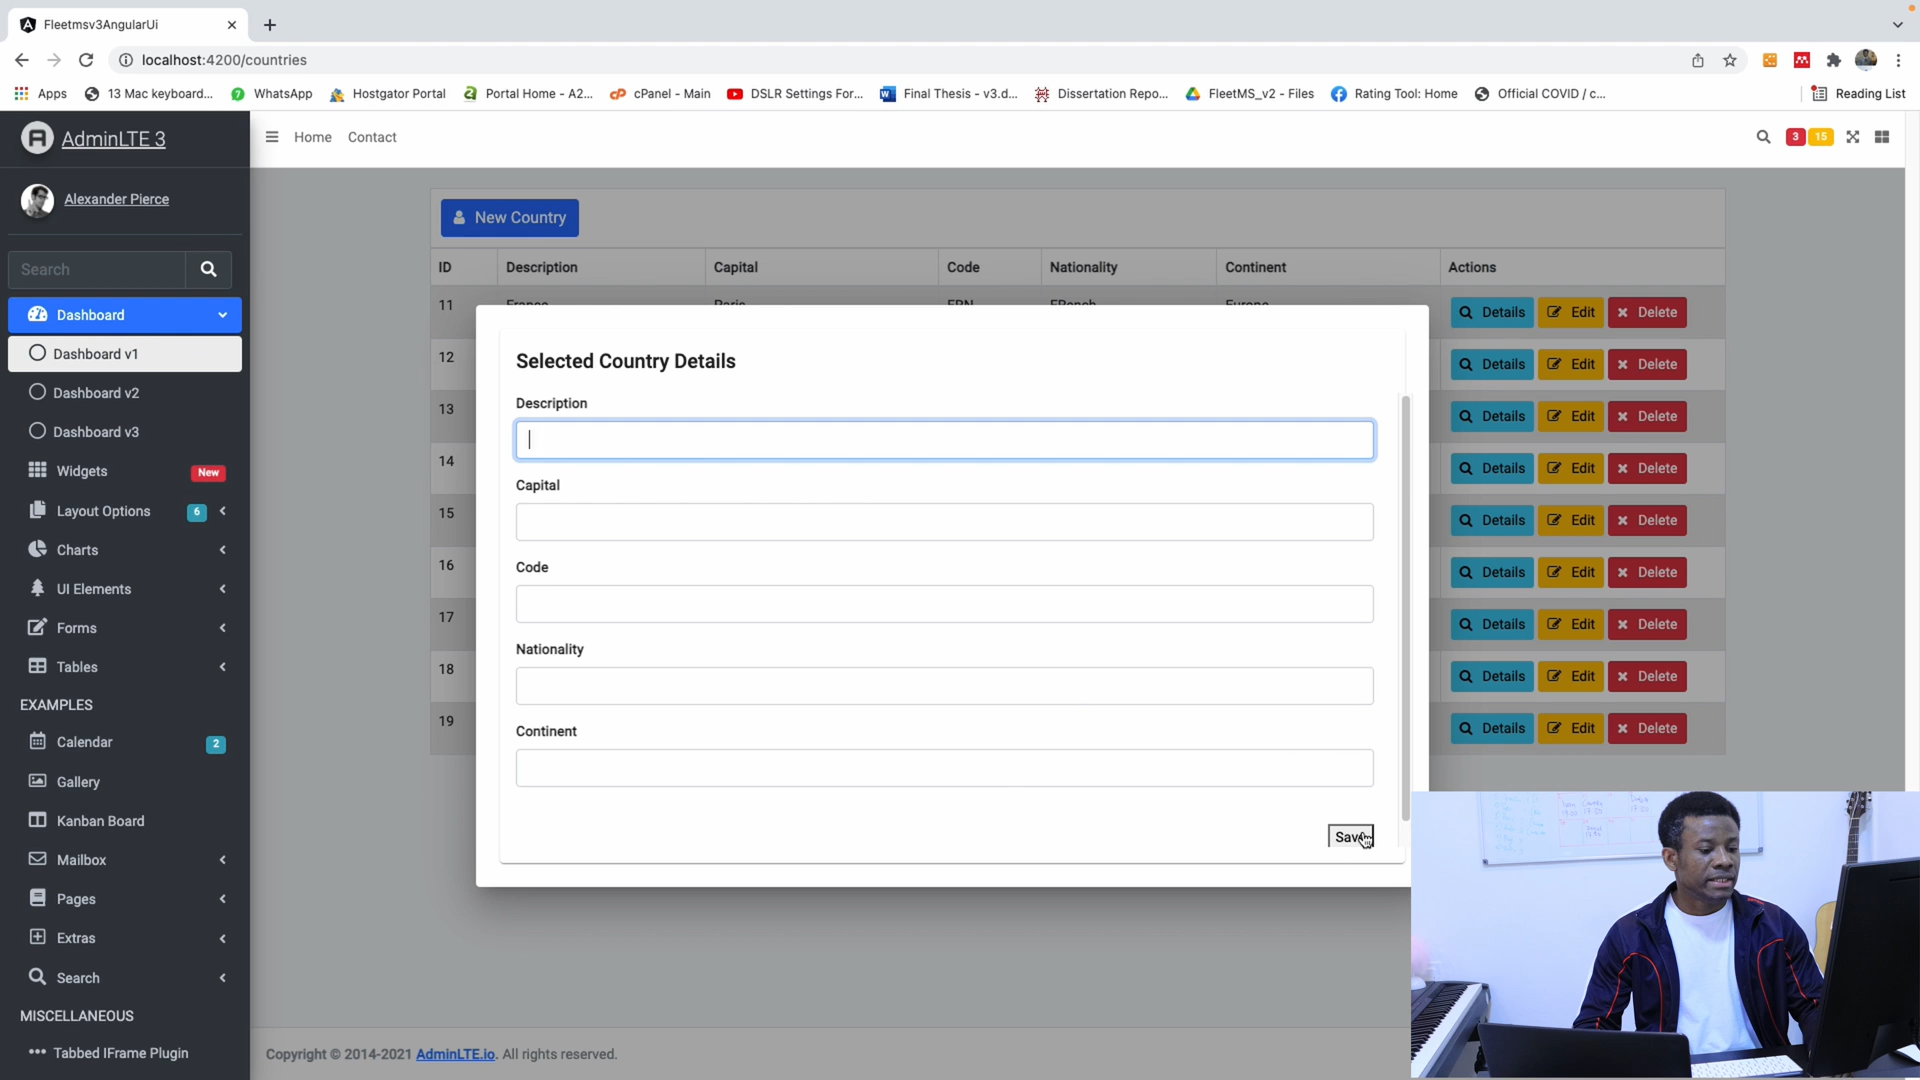 Fleetmsv3AngularUi
localhost:4200/countries
Apps
13 Mac keyboard...
WhatsApp
Hostgator Portal
Portal Home - A2...
cPanel - Main
DSLR Settings For...
Final Thesis - v3.d...
Dissertation Repo...
FleetMS_v2 - Files
Rating Tool: Home
Official COVID / c...
Reading List
AdminLTE 3
Home
Contact
3
15
Alexander Pierce
Search
Dashboard
Dashboard v1
Dashboard v2
Dashboard v3
Widgets
New
Layout Options
6
Charts
UI Elements
Forms
Tables
EXAMPLES
Calendar
2
Gallery
Kanban Board
Mailbox
Pages
Extras
Search
MISCELLANEOUS
Tabbed IFrame Plugin
New Country
ID Description Capital Code Nationality Continent Actions
11 France Paris FRN FRench Europe Details Edit Delete
12 Details Edit Delete
13 Details Edit Delete
14 Details Edit Delete
15 Details Edit Delete
16 Details Edit Delete
17 Details Edit Delete
18 Details Edit Delete
19 Details Edit Delete
Selected Country Details
Description
Capital
Code
Nationality
Continent
Save
Copyright © 2014-2021 AdminLTE.io. All rights reserved.